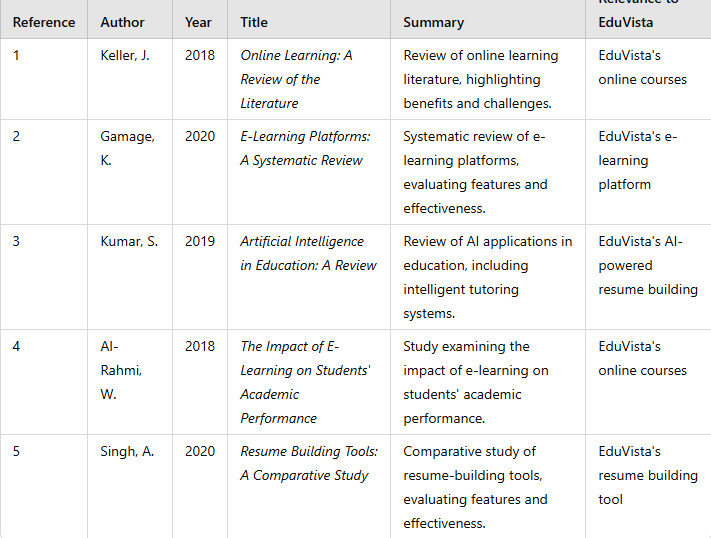 Relevance to
Reference Author Year Title Summary EduVista
1 Keller, J. 2018 Online Learning: A Review of online learning EduVista's
Review of the literature, highlighting online courses
Literature benefits and challenges.
2 Gamage, 2020 E-Learning Platforms: Systematic review of e- EduVista's e-
K. A Systematic Review learning platforms, learning
evaluating features and platform
effectiveness.
3 Kumar, S. 2019 Artificial Intelligence Review of AI applications in EduVista's AI-
in Education: A Review education, including powered
intelligent tutoring resume building
systems.
4 Al- 2018 The Impact of E- Study examining the EduVista's
Rahmi, Learning on Students' impact of e-learning on online courses
W. Academic students' academic
Performance performance.
5 Singh, A. 2020 Resume Building Tools: Comparative study of EduVista's
A Comparative Study resume-building tools, resume building
evaluating features and tool
effectiveness.